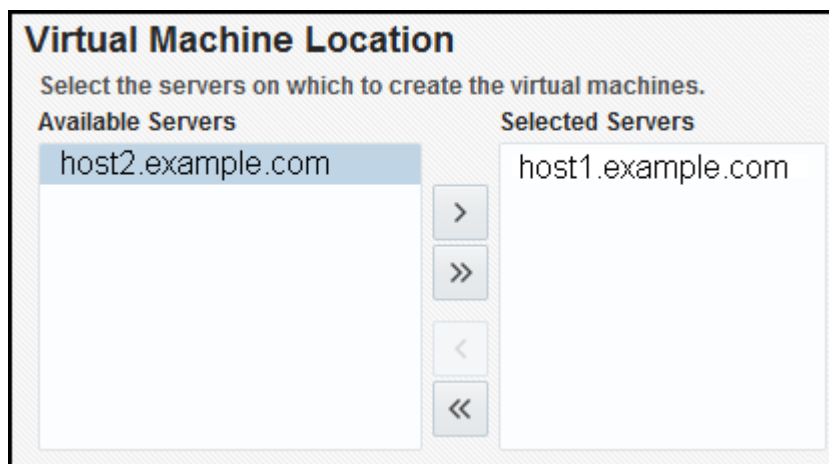 Virtual Machine Location
Select the servers on which to create the virtual machines.
Available Servers
Selected Servers
host2.example.com
host1.example.com
>
>>
<
<<